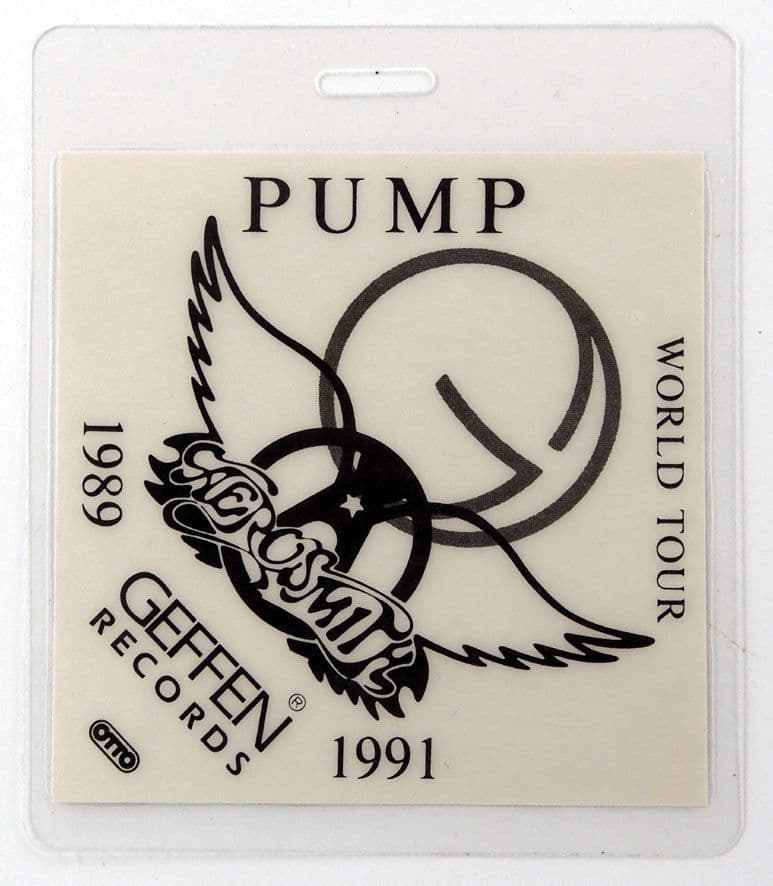 PUMP
WORLD TOUR
1989
AEROSMITH
GEFFEN®
RECORDS
OTTO
1991